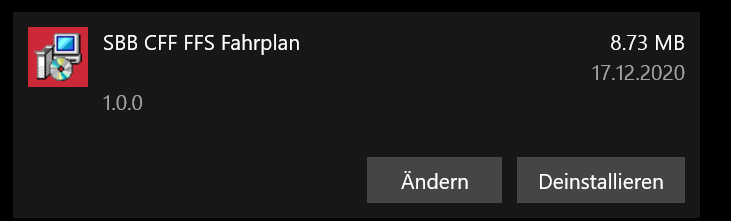 SBB CFF FFS Fahrplan 8.73 MB
17.12.2020
1.0.0
Ändern Deinstallieren